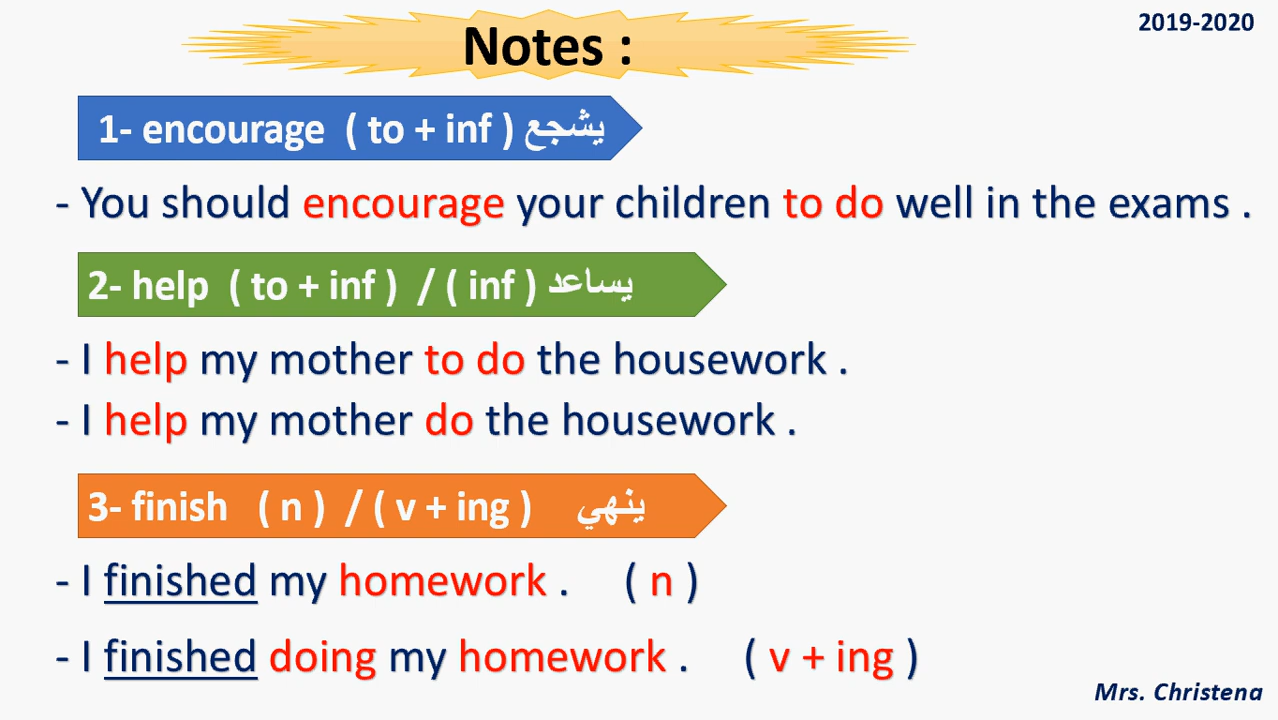 2019-2020
Notes :
1- encourage ( to + inf ) يشجع
- You should encourage your children to do well in the exams .
2- help ( to + inf ) / ( inf ) يساعد
- I help my mother to do the housework .
- I help my mother do the housework .
3- finish ( n ) / ( v + ing ) ينهي
- I finished my homework . ( n )
- I finished doing my homework . ( v + ing )
Mrs. Christena